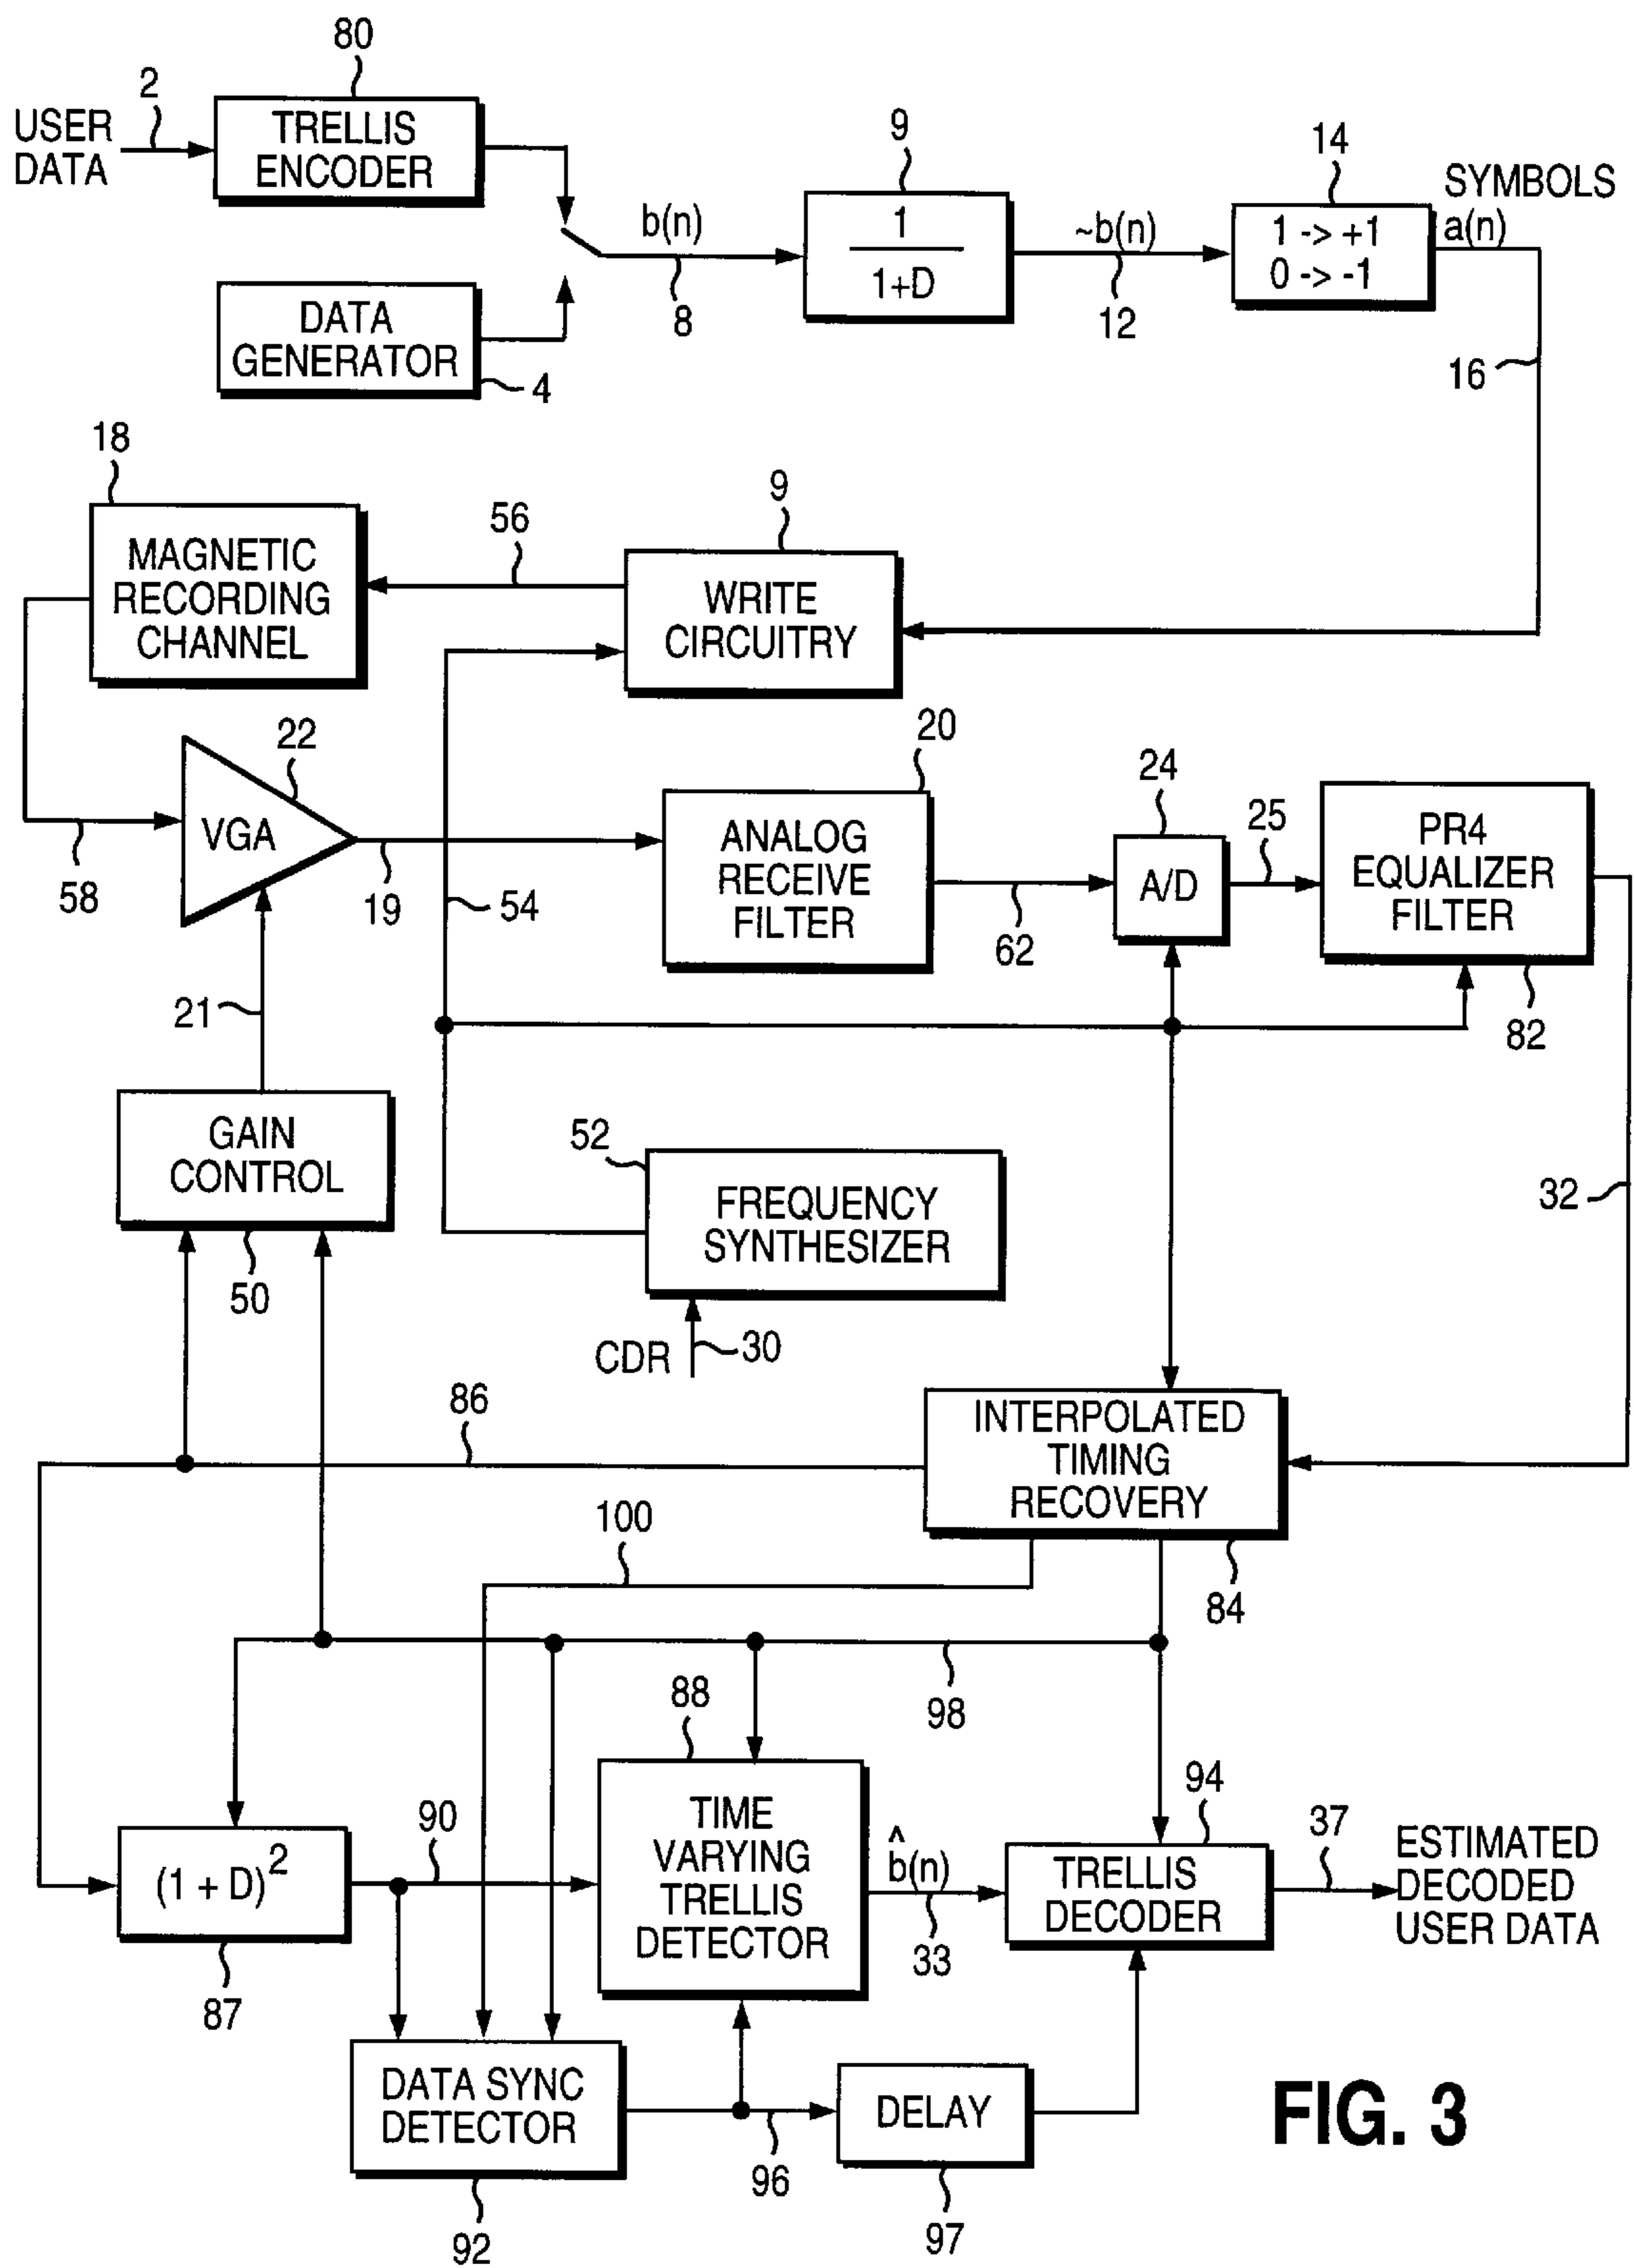 80
2
USER
DATA
TRELLIS
ENCODER
b(n)
8
DATA
GENERATOR
4
9
1
1+D
~b(n)
12
14
1 -> +1
0 -> -1
SYMBOLS
a(n)
16
18
MAGNETIC
RECORDING
CHANNEL
56
9
WRITE
CIRCUITRY
58
22
VGA
19
54
20
ANALOG
RECEIVE
FILTER
62
24
A/D
25
PR4
EQUALIZER
FILTER
82
21
GAIN
CONTROL
50
52
FREQUENCY
SYNTHESIZER
CDR
30
32
86
INTERPOLATED
TIMING
RECOVERY
84
100
98
88
TIME
VARYING
TRELLIS
DETECTOR
(1 + D)²
87
90
^
b(n)
33
94
TRELLIS
DECODER
37
ESTIMATED
DECODED
USER DATA
DATA SYNC
DETECTOR
92
96
DELAY
97
FIG. 3